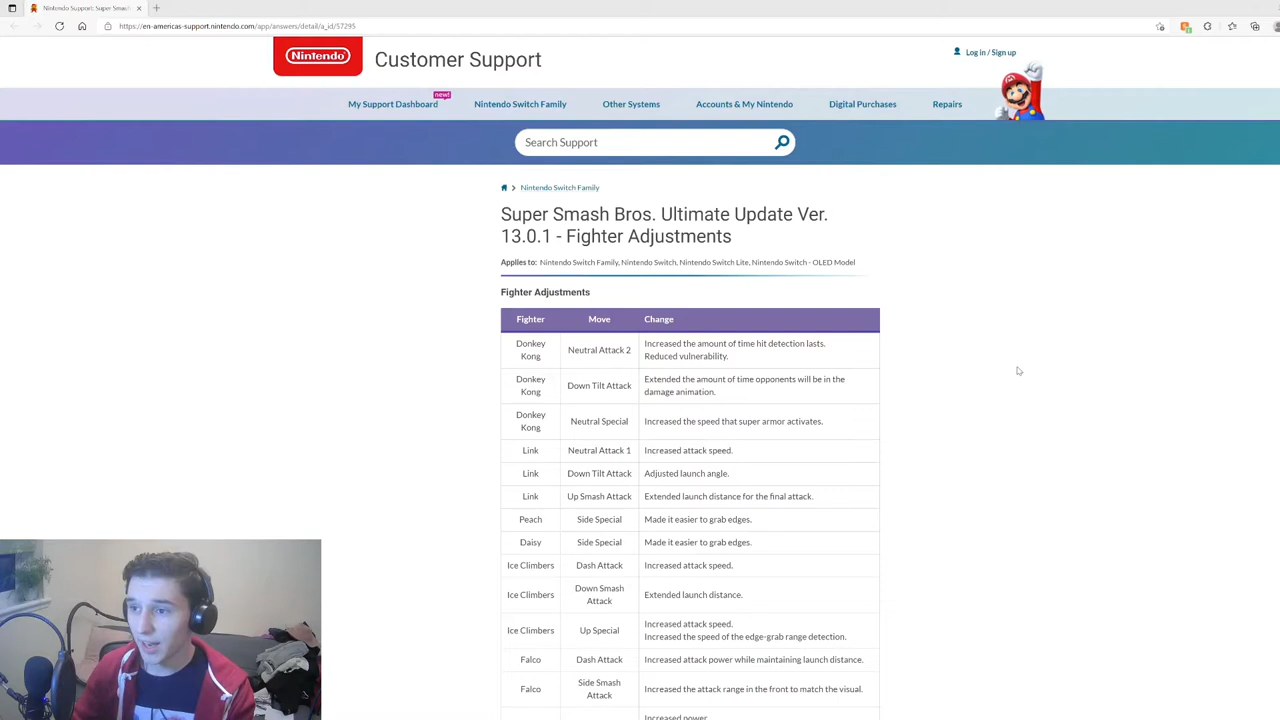 Nintendo Support: Super Smash
https://en-americas-support.nintendo.com/app/answers/detail/a_id/57295
Nintendo
Customer Support
Log in / Sign up
new!
My Support Dashboard
Nintendo Switch Family
Other Systems
Accounts & My Nintendo
Digital Purchases
Repairs
Search Support
Nintendo Switch Family
Super Smash Bros. Ultimate Update Ver.
13.0.1 - Fighter Adjustments
Applies to: Nintendo Switch Family, Nintendo Switch, Nintendo Switch Lite, Nintendo Switch - OLED Model
Fighter Adjustments
Fighter Move Change
Donkey
Kong
Neutral Attack 2
Increased the amount of time hit detection lasts.
Reduced vulnerability.
Donkey
Kong
Down Tilt Attack
Extended the amount of time opponents will be in the
damage animation.
Donkey
Kong
Neutral Special
Increased the speed that super armor activates.
Link Neutral Attack 1 Increased attack speed.
Link Down Tilt Attack Adjusted launch angle.
Link Up Smash Attack Extended launch distance for the final attack.
Peach Side Special Made it easier to grab edges.
Daisy Side Special Made it easier to grab edges.
Ice Climbers Dash Attack Increased attack speed.
Ice Climbers
Down Smash
Attack
Extended launch distance.
Ice Climbers
Up Special
Increased attack speed.
Increased the speed of the edge-grab range detection.
Falco Dash Attack Increased attack power while maintaining launch distance.
Falco
Side Smash
Attack
Increased the attack range in the front to match the visual.
Increased power